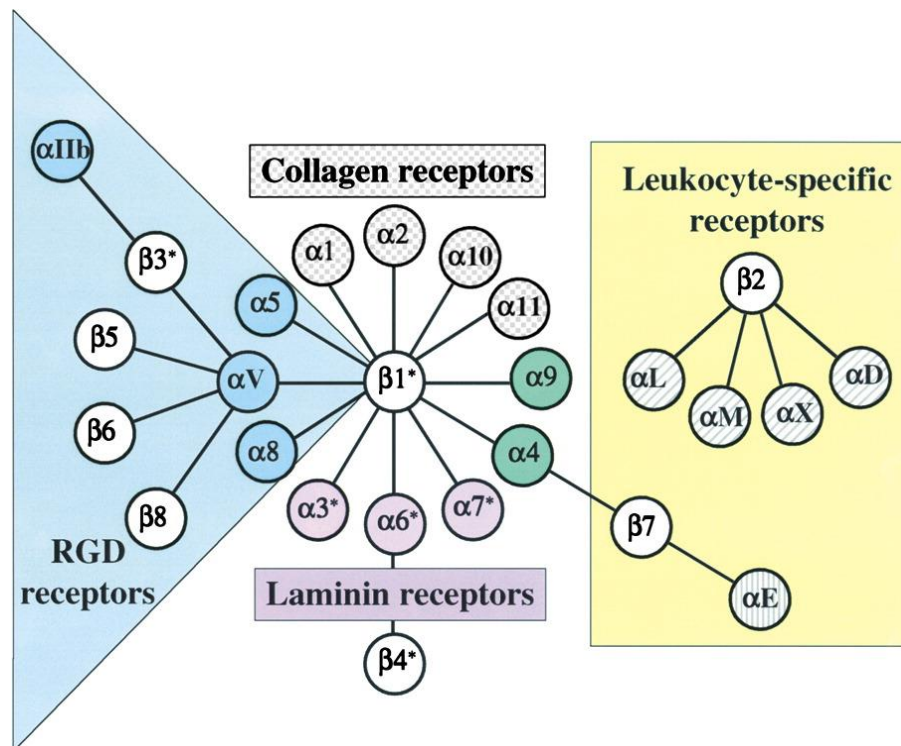 αIIb
β3*
β5
αV
β6
β8
RGD
receptors
α5
α8
Collagen receptors
α1
α2
α10
α11
β1*
α9
α4
α3*
α6*
α7*
Laminin receptors
β4*
Leukocyte-specific
receptors
β2
αL
αM
αX
αD
β7
αE